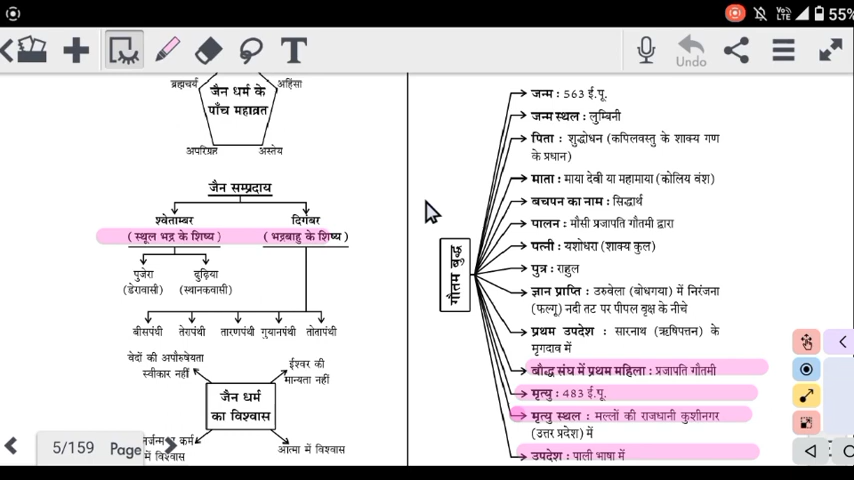 Vo))
LTE
55%
T
Undo
ब्रह्मचर्य
अहिंसा
जैन धर्म के
पाँच महाव्रत
अपरिग्रह
अस्तेय
जैन सम्प्रदाय
श्वेताम्बर
दिगंबर
(स्थूल भद्र के शिष्य)
(भद्रबाहु के शिष्य)
पुजेरा
ढुढ़िया
(डेरावासी)
(स्थानकवासी)
बीसपंथी
तेरापंथी
तारणपंथी
गुमानपंथी
तोतापंथी
वेदों की अपौरुषेयता
स्वीकार नहीं
ईश्वर की
मान्यता नहीं
जैन धर्म
का विश्वास
में विश्वास
आत्मा में विश्वास
5/159
Page
गौतम बुद्ध
जन्म : 563 ई.पू.
जन्म स्थल : लुम्बिनी
पिता : शुद्धोधन (कपिलवस्तु के शाक्य गण
के प्रधान)
माता : माया देवी या महामाया (कोलिय वंश)
बचपन का नाम : सिद्धार्थ
पालन : मौसी प्रजापति गौतमी द्वारा
पत्नी : यशोधरा (शाक्य कुल)
पुत्र : राहुल
ज्ञान प्राप्ति : उरुवेला (बोधगया) में निरंजना
(फल्गू) नदी तट पर पीपल वृक्ष के नीचे
प्रथम उपदेश : सारनाथ (ऋषिपत्तन) के
मृगदाव में
बौद्ध संघ में प्रथम महिला : प्रजापति गौतमी
मृत्यु : 483 ई.पू.
मृत्यु स्थल : मल्लों की राजधानी कुशीनगर
(उत्तर प्रदेश) में
उपदेश : पाली भाषा में